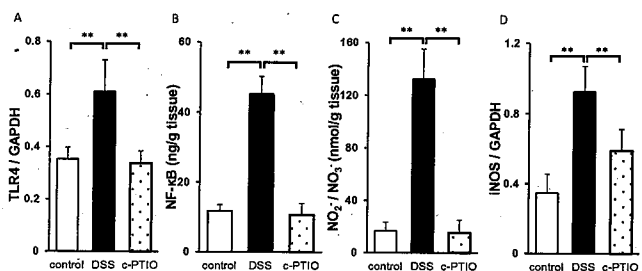 A
TLR4 / GAPDH
0.8
0.6
0.4
0.2
0
** **
control DSS c-PTIO
B
NF-κB (ng/g tissue)
60
40
20
0
** **
control DSS c-PTIO
C
NO₂⁻/ NO₃⁻ (nmol/g tissue)
160
120
80
40
0
** **
control DSS c-PTIO
D
iNOS / GAPDH
1.2
0.8
0.4
0
** **
control DSS c-PTIO